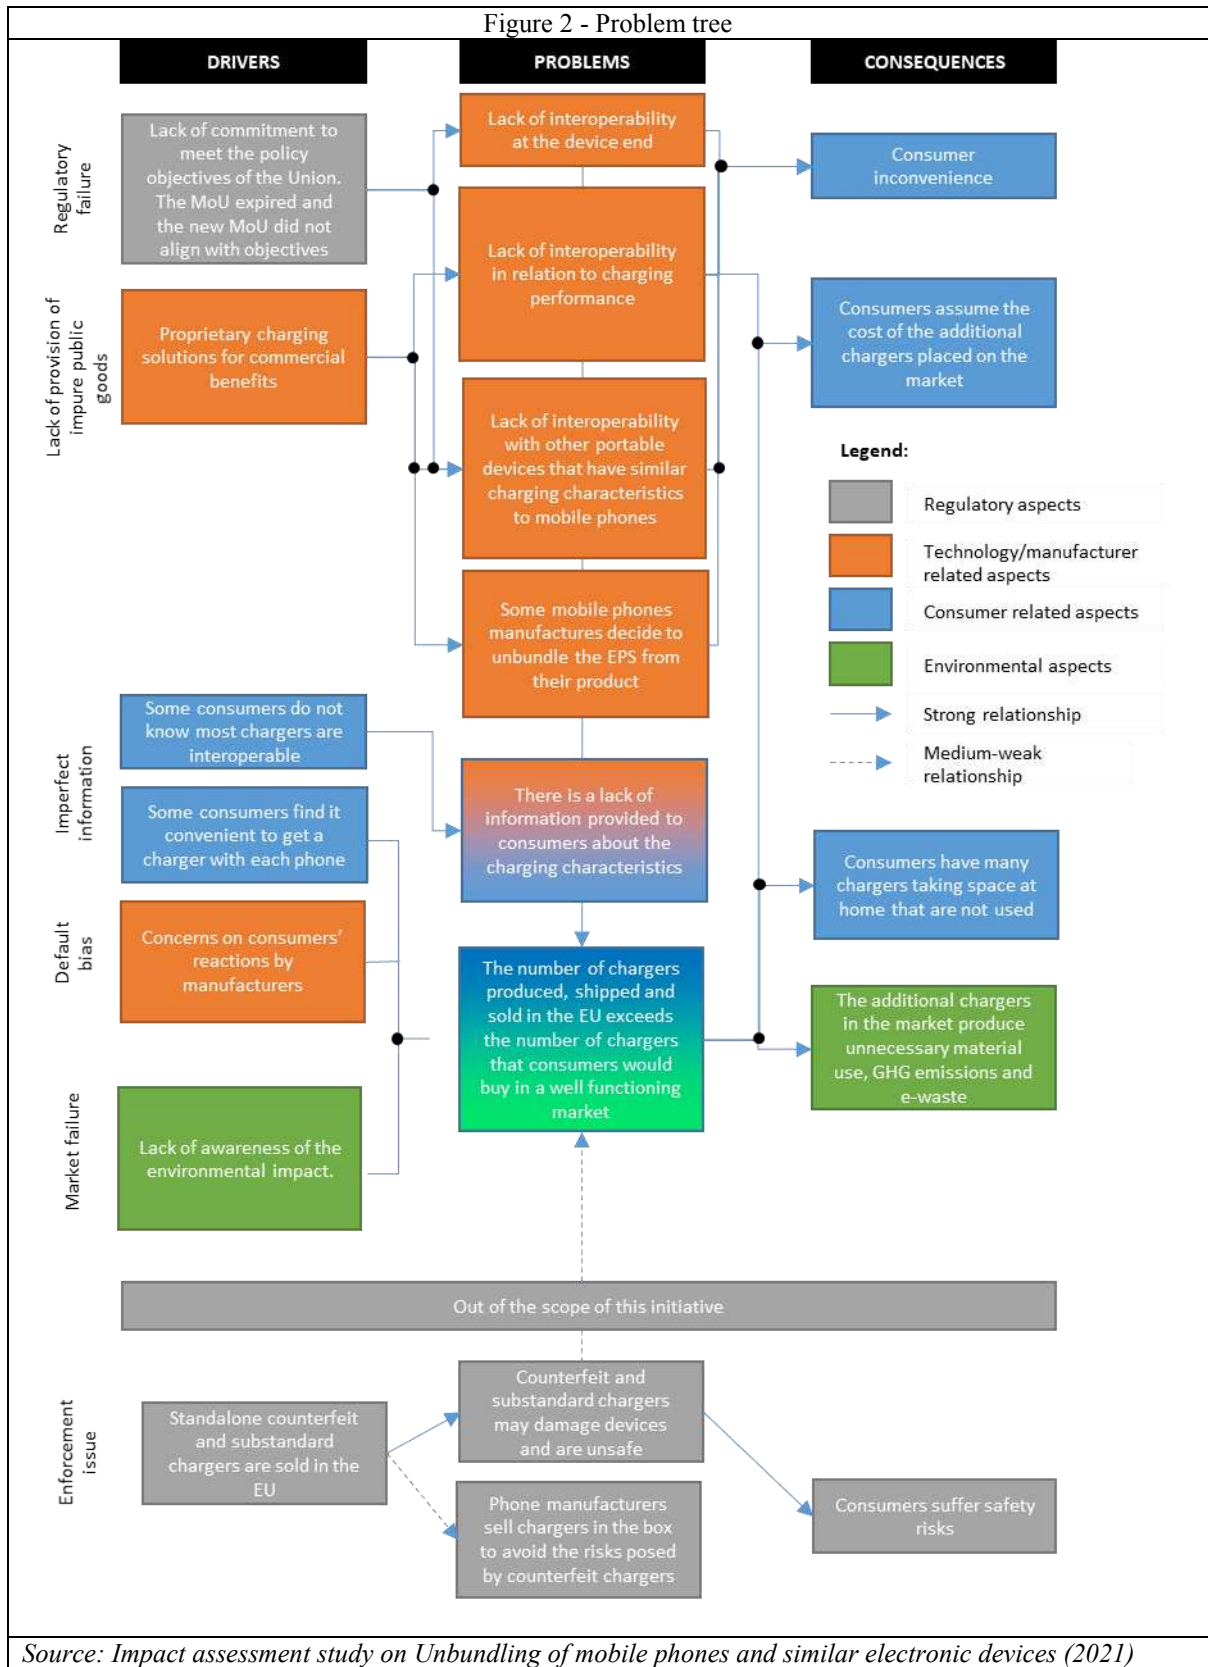 Figure 2 - Problem tree
DRIVERS
PROBLEMS
CONSEQUENCES
Regulatory
failure
Lack of commitment to
meet the policy
objectives of the Union.
The MoU expired and
the new MoU did not
align with objectives
Lack of interoperability
at the device end
Consumer
inconvenience
Lack of provision of
impure public
goods
Proprietary charging
solutions for commercial
benefits
Lack of interoperability
in relation to charging
performance
Consumers assume the
cost of the additional
chargers placed on the
market
Lack of interoperability
with other portable
devices that have similar
charging characteristics
to mobile phones
Some mobile phones
manufactures decide to
unbundle the EPS from
their product
Legend:
Regulatory aspects
Technology/manufacturer
related aspects
Consumer related aspects
Environmental aspects
Strong relationship
Medium-weak
relationship
Imperfect
information
Some consumers do not
know most chargers are
interoperable
Some consumers find it
convenient to get a
charger with each phone
There is a lack of
information provided to
consumers about the
charging characteristics
Consumers have many
chargers taking space at
home that are not used
Default
bias
Concerns on consumers’
reactions by
manufacturers
The number of chargers
produced, shipped and
sold in the EU exceeds
the number of chargers
that consumers would
buy in a well functioning
market
The additional chargers
in the market produce
unnecessary material
use, GHG emissions and
e-waste
Market failure
Lack of awareness of the
environmental impact.
Out of the scope of this initiative
Enforcement
issue
Standalone counterfeit
and substandard
chargers are sold in the
EU
Counterfeit and
substandard chargers
may damage devices
and are unsafe
Phone manufacturers
sell chargers in the box
to avoid the risks posed
by counterfeit chargers
Consumers suffer safety
risks
Source: Impact assessment study on Unbundling of mobile phones and similar electronic devices (2021)